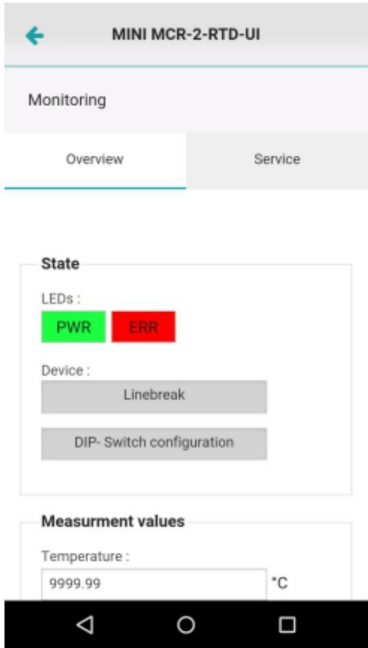 MINI MCR-2-RTD-UI
Monitoring
Overview Service
State
LEDs :
PWR ERR
Device :
Linebreak
DIP- Switch configuration
Measurment values
Temperature :
9999.99 °C